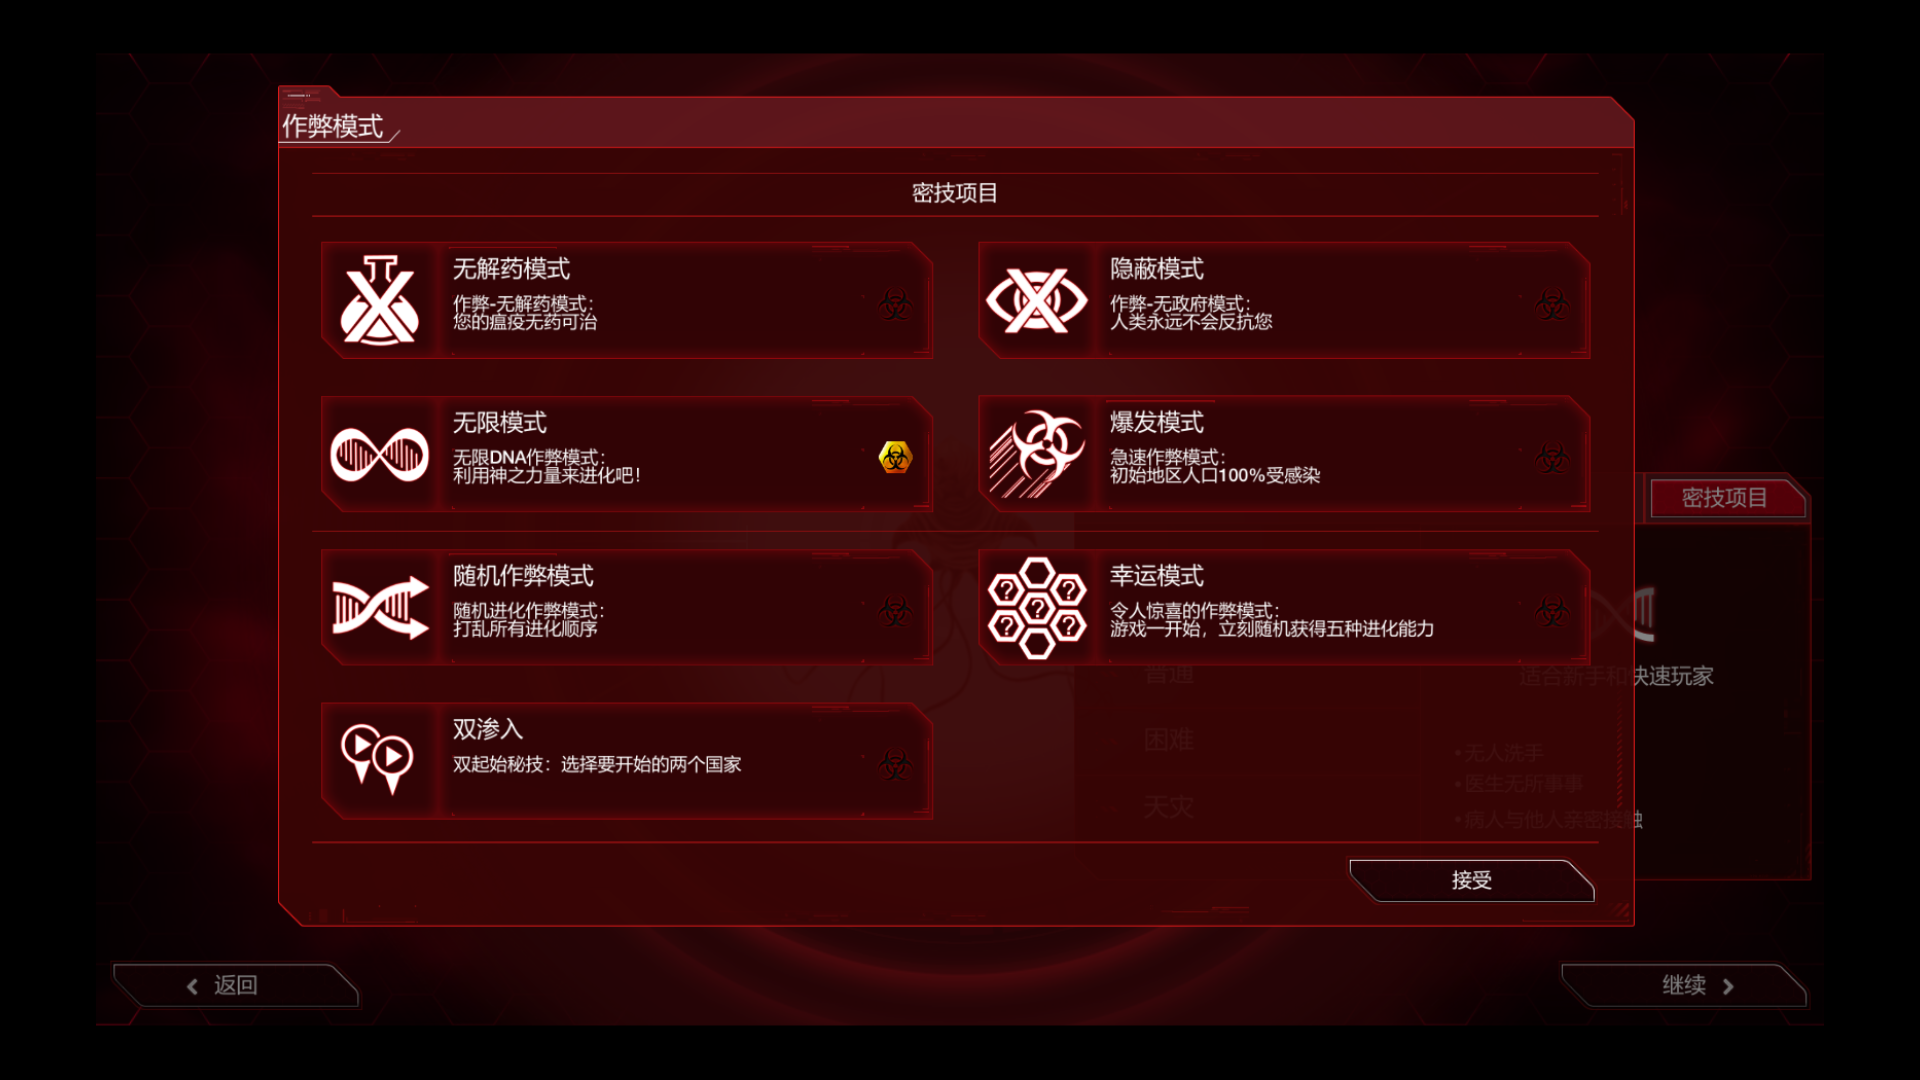 作弊模式
密技项目
无解药模式
作弊-无解药模式：
您的瘟疫无药可治
隐蔽模式
作弊-无政府模式：
人类永远不会反抗您
无限模式
无限DNA作弊模式：
利用神之力量来进化吧！
爆发模式
急速作弊模式：
初始地区人口100%受感染
密技项目
随机作弊模式
随机进化作弊模式：
打乱所有进化顺序
幸运模式
令人惊喜的作弊模式：
游戏一开始，立刻随机获得五种进化能力
普通
适合新手和快速玩家
双渗入
双起始秘技：选择要开始的两个国家
困难
•无人洗手
•医生无所事事
天灾
•病人与他人亲密接触
接受
返回
继续